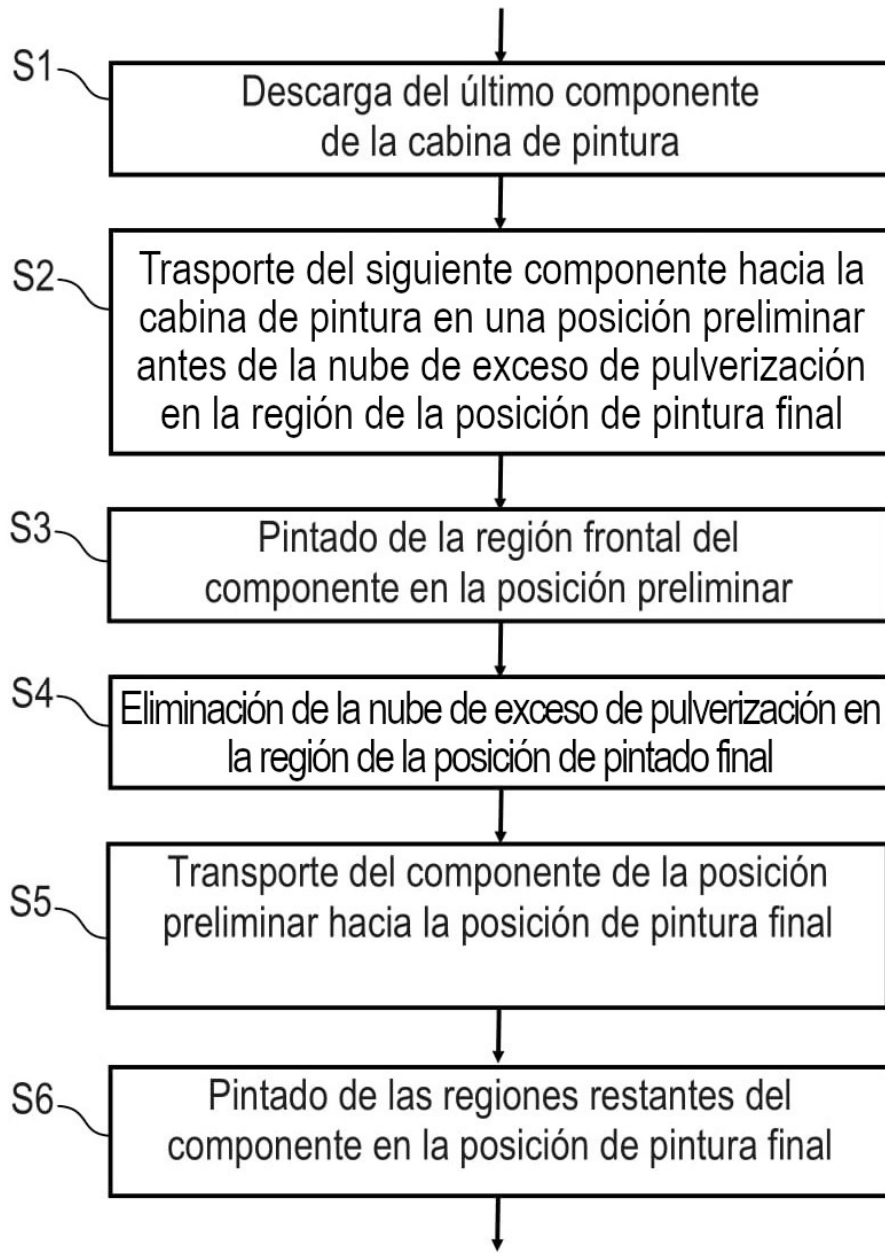 S1
Descarga del último componente
de la cabina de pintura
S2
Trasporte del siguiente componente hacia la
cabina de pintura en una posición preliminar
antes de la nube de exceso de pulverización
en la región de la posición de pintura final
S3
Pintado de la región frontal del
componente en la posición preliminar
S4
Eliminación de la nube de exceso de pulverización en
la región de la posición de pintado final
S5
Transporte del componente de la posición
preliminar hacia la posición de pintura final
S6
Pintado de las regiones restantes del
componente en la posición de pintura final